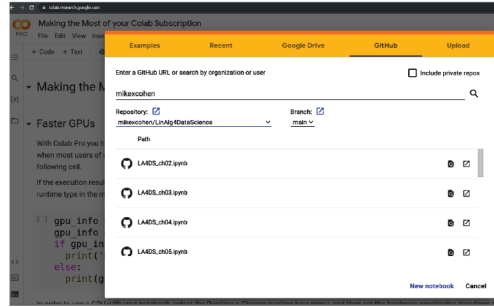 colab.research.google.com
Making the Most of your Colab Subscription
PRO
File Edit View
+ Code + Text
Examples
Recent
Google Drive
GitHub
Upload
Enter a GitHub URL or search by organization or user
Include private repos
mikexcohen
Repository:
Branch:
mikexcohen/LinAlg4DataScience
main
Path
LA4DS_ch02.ipynb
LA4DS_ch03.ipynb
LA4DS_ch04.ipynb
LA4DS_ch05.ipynb
New notebook
Cancel
Making the M
Faster GPUs
With Colab Pro you h
when most users of
following cell.
If the execution resul
runtime type in the m
gpu_info
gpu_info
if gpu_in
print('
else:
print(g